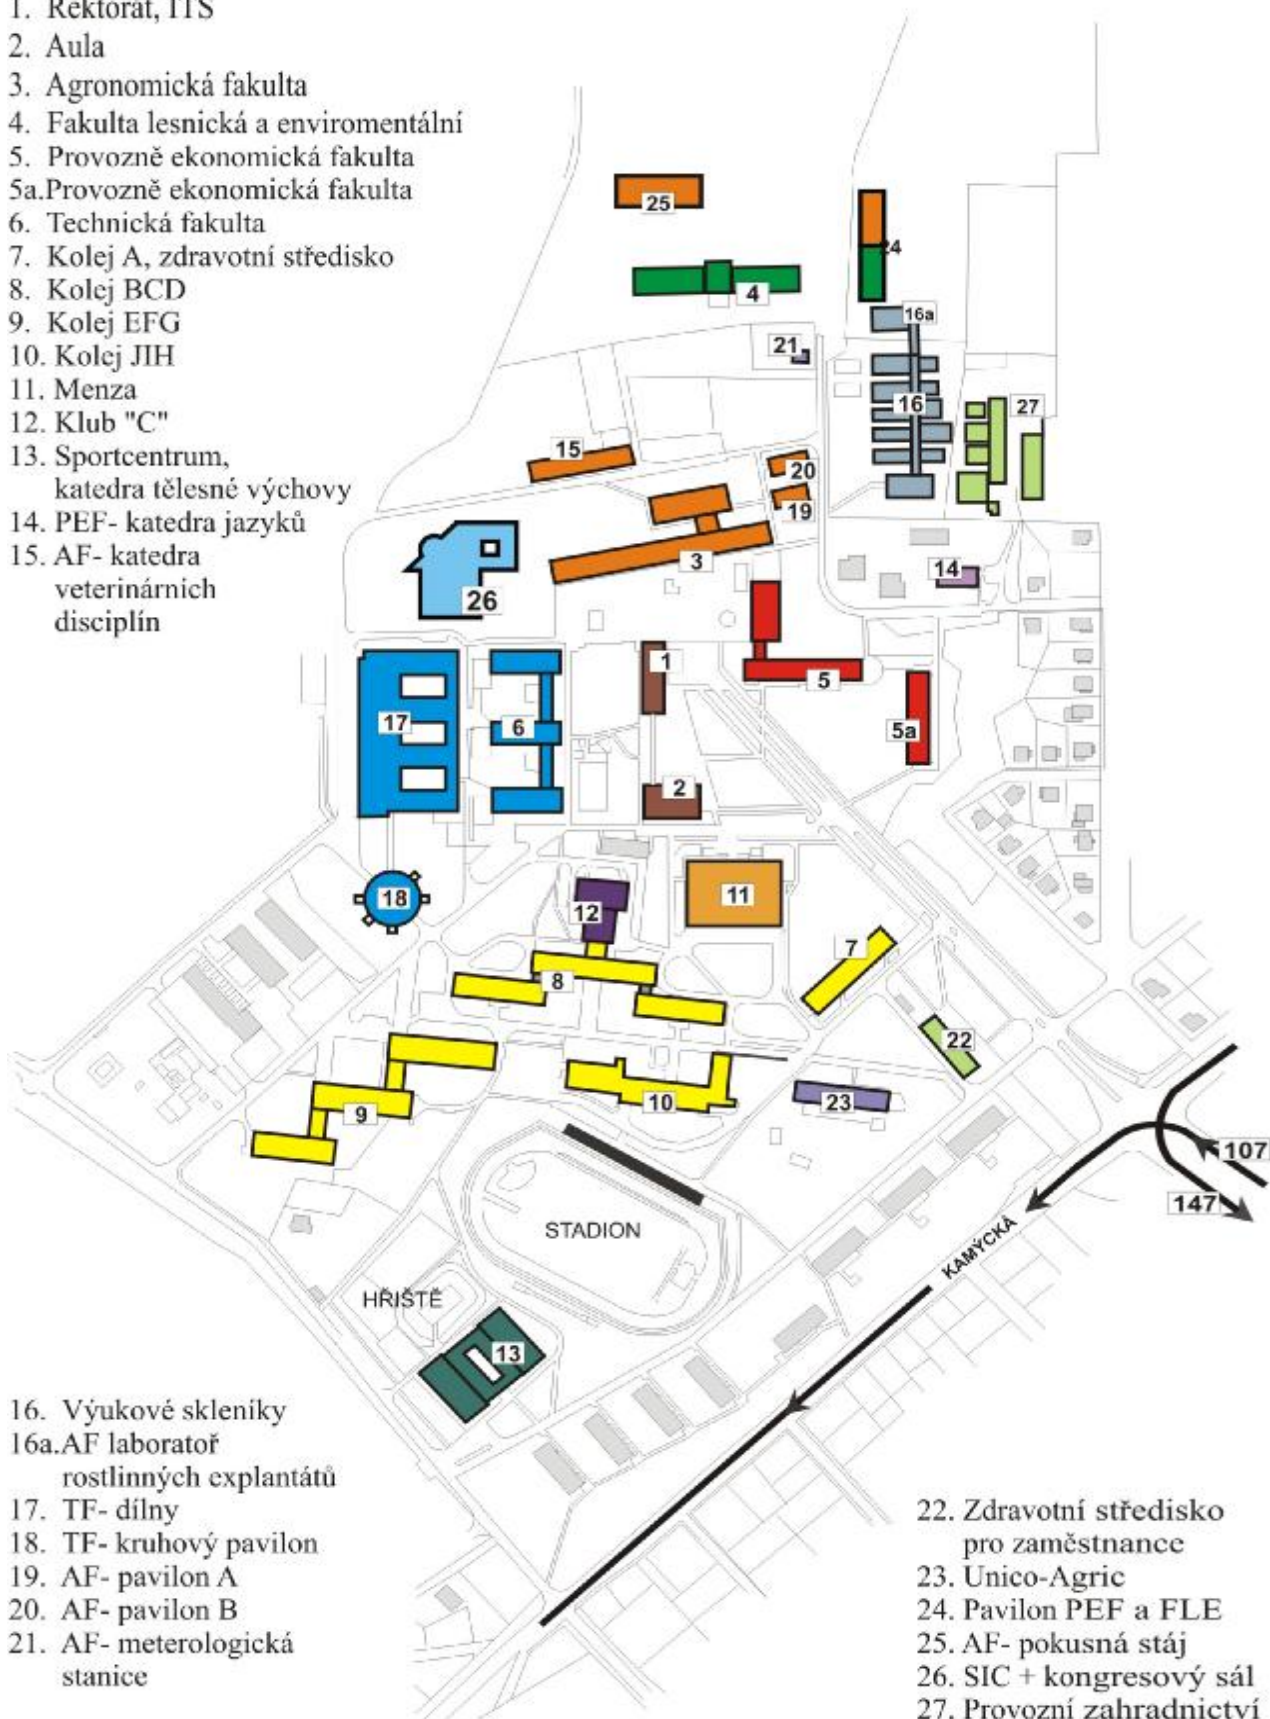 1. Rektorát, ITS
2. Aula
3. Agronomická fakulta
4. Fakulta lesnická a enviromentální
5. Provozně ekonomická fakulta
5a.Provozně ekonomická fakulta
6. Technická fakulta
7. Kolej A, zdravotní středisko
8. Kolej BCD
9. Kolej EFG
10. Kolej JIH
11. Menza
12. Klub "C"
13. Sportcentrum,
katedra tělesné výchovy
14. PEF- katedra jazyků
15. AF- katedra
veterinárních
disciplín
25
24
4
16a
21
16
27
15
20
19
3
14
26
1
5
17
6
5a
2
18
12
11
7
8
22
9
10
23
107
147
STADION
KAMÝCKÁ
HŘIŠTĚ
13
16. Výukové skleníky
16a.AF laboratoř
rostlinných explantátů
17. TF- dílny
18. TF- kruhový pavilon
19. AF- pavilon A
20. AF- pavilon B
21. AF- meterologická
stanice
22. Zdravotní středisko
pro zaměstnance
23. Unico-Agric
24. Pavilon PEF a FLE
25. AF- pokusná stáj
26. SIC + kongresový sál
27. Provozní zahradnictví